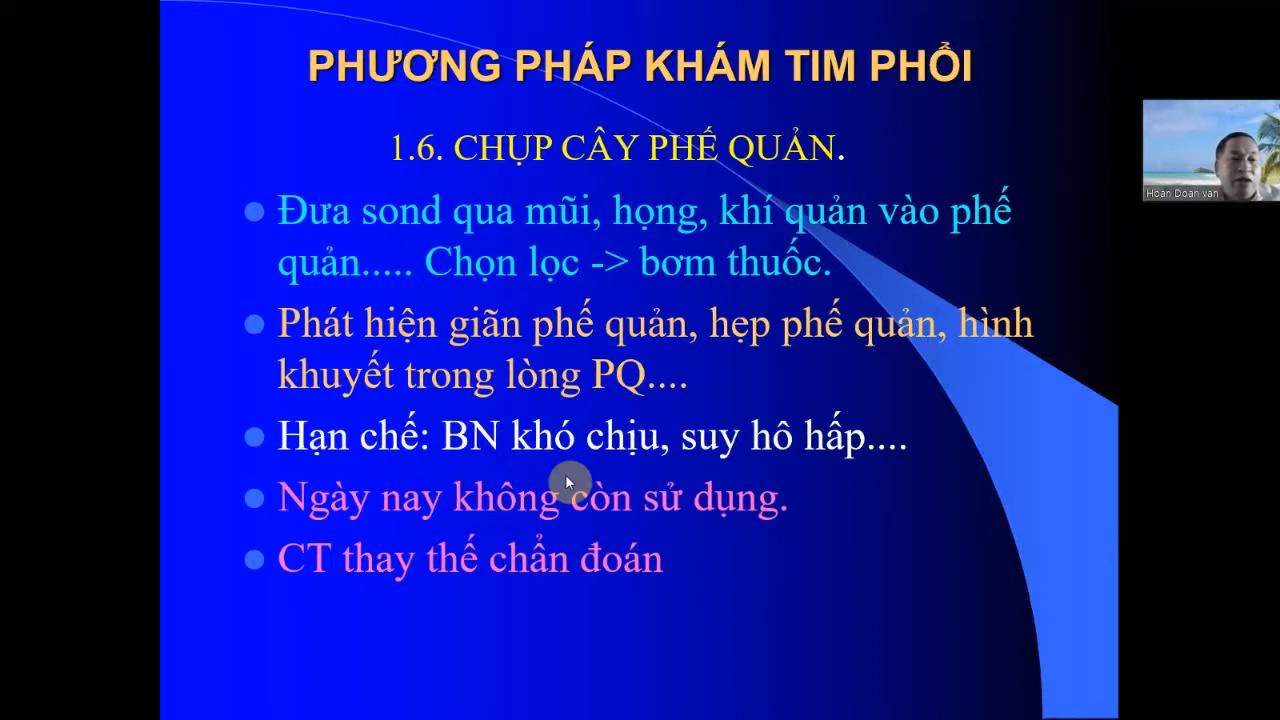 PHƯƠNG PHÁP KHÁM TIM PHỔI
1.6. CHỤP CÂY PHẾ QUẢN.
Đưa sond qua mũi, họng, khí quản vào phế
quản..... Chọn lọc -> bơm thuốc.
Phát hiện giãn phế quản, hẹp phế quản, hình
khuyết trong lòng PQ....
Hạn chế: BN khó chịu, suy hô hấp....
Ngày nay không còn sử dụng.
CT thay thế chẩn đoán
Hoàn Doan van